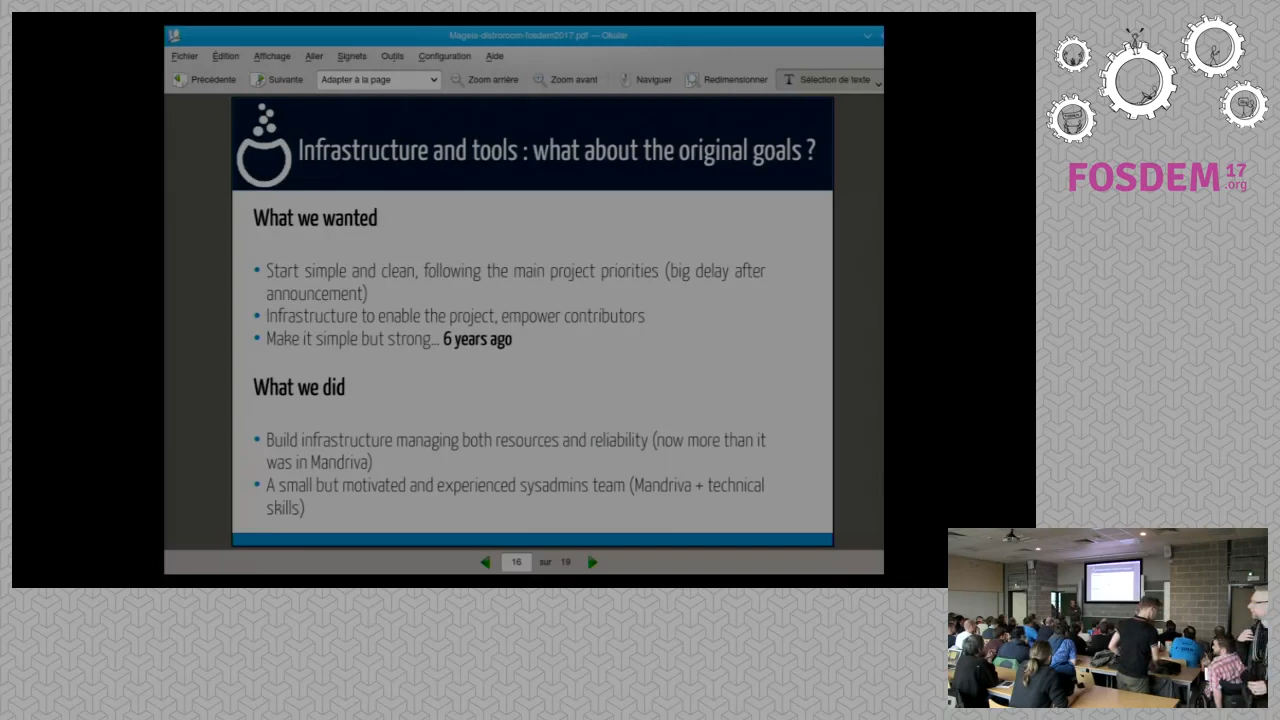 Mageia-distroroom-fosdem2017.pdf — Okular
Fichier Édition Affichage Aller Signets Outils Configuration Aide
Précédente Suivante Adapter à la page Zoom arrière Zoom avant Naviguer Redimensionner Sélection de texte
Infrastructure and tools : what about the original goals ?
What we wanted
• Start simple and clean, following the main project priorities (big delay after
announcement)
• Infrastructure to enable the project, empower contributors
• Make it simple but strong... 6 years ago
What we did
• Build infrastructure managing both resources and reliability (now more than it
was in Mandriva)
• A small but motivated and experienced sysadmins team (Mandriva + technical
skills)
16 sur 19
FOSDEM 17
.org